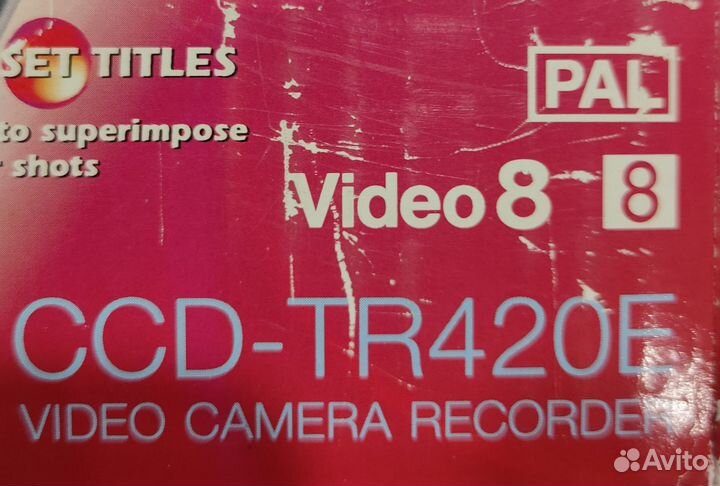 SET TITLES
to superimpose
shots
PAL
Video 8 8
CCD-TR420E
VIDEO CAMERA RECORDER
Avito